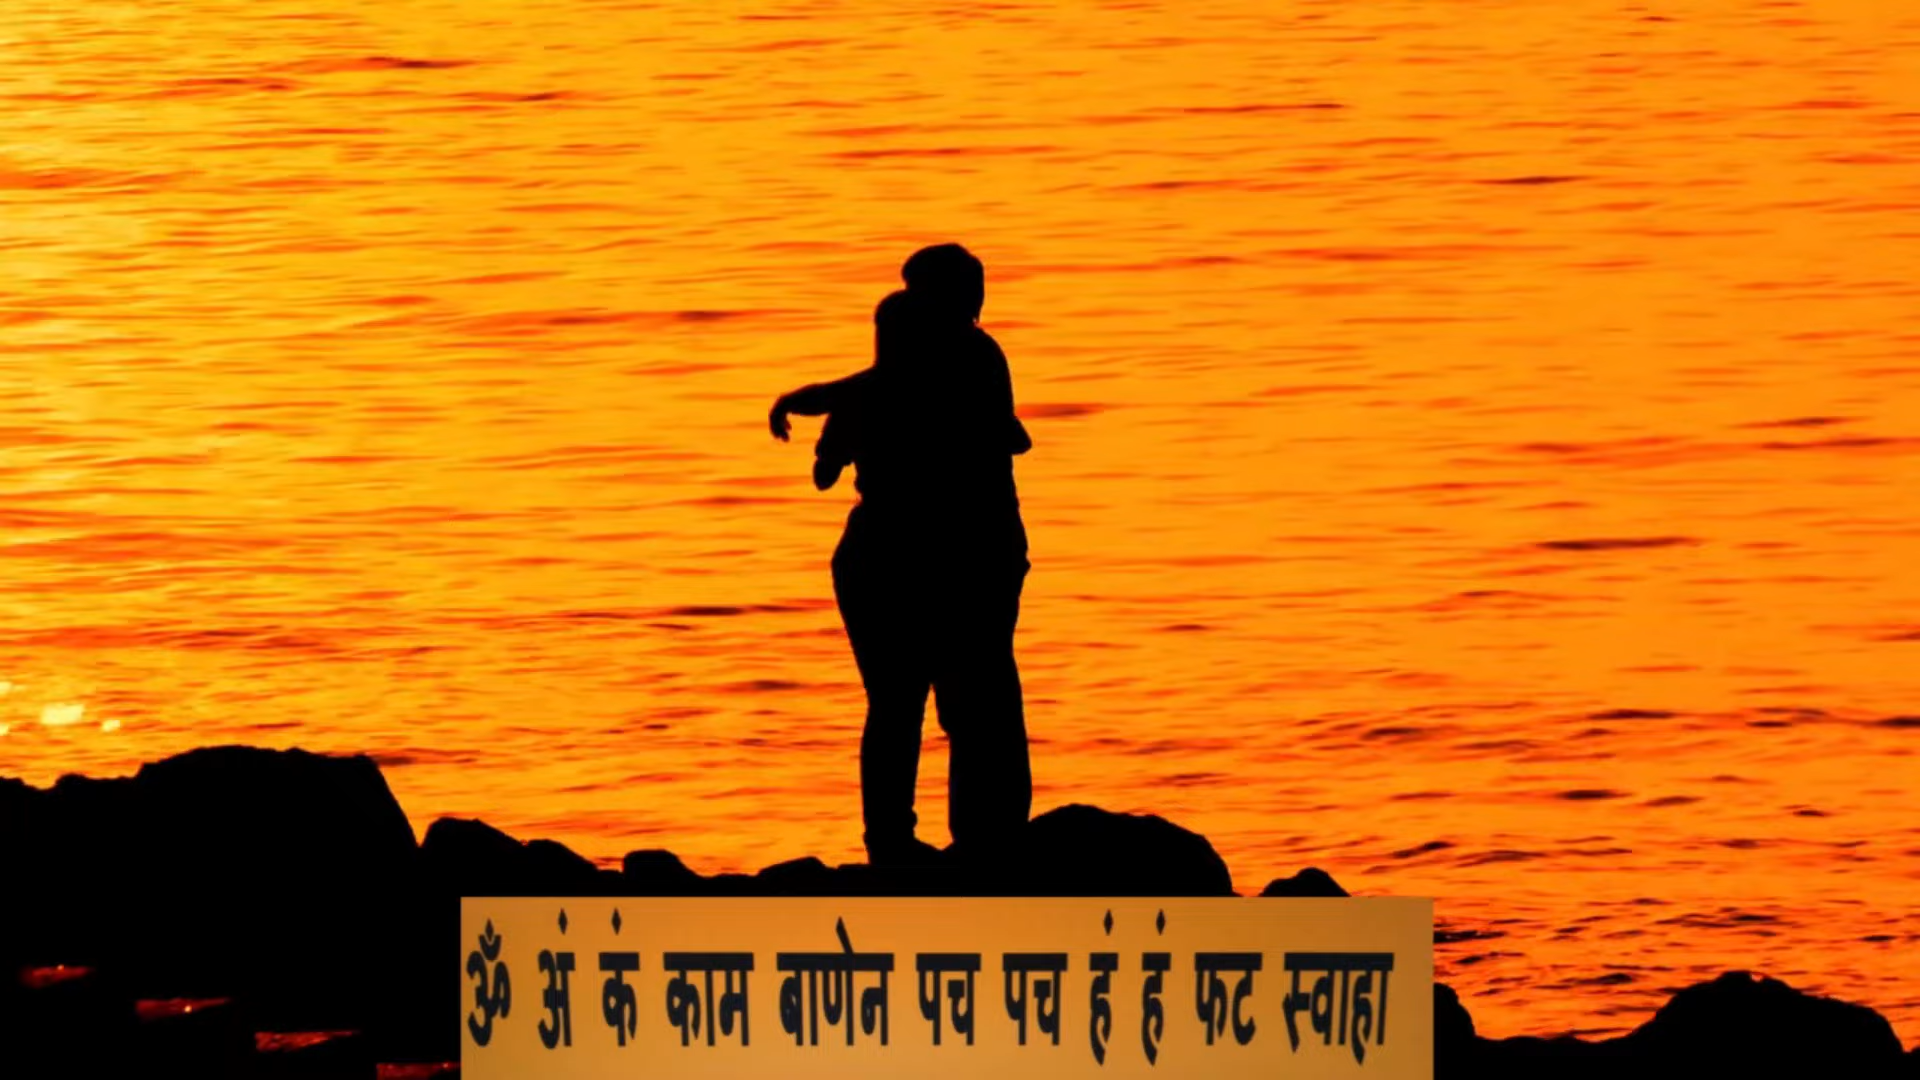 ॐ अं कं काम बाणेन पच पच हं हं फट स्वाहा